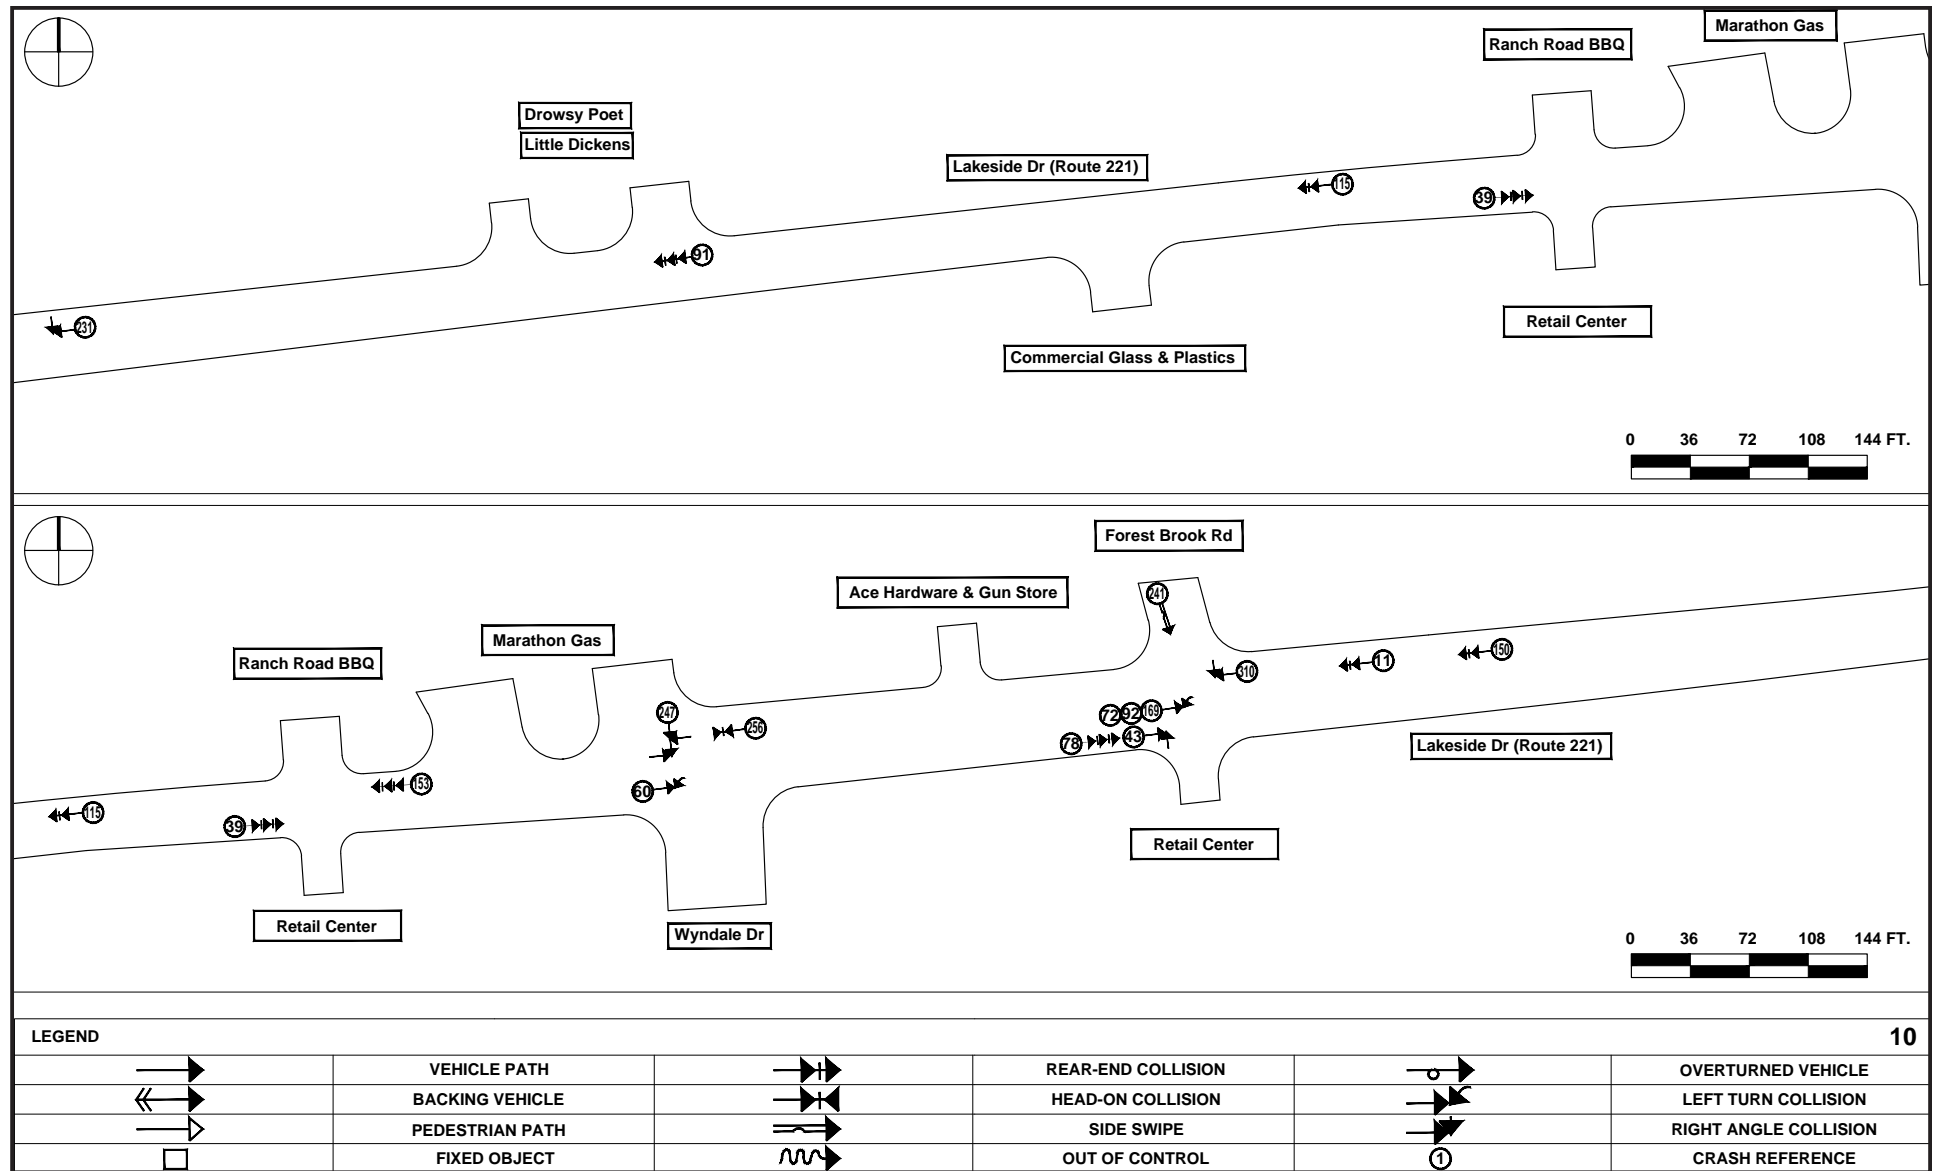 Marathon Gas
Ranch Road BBQ
Drowsy Poet
Little Dickens
Lakeside Dr (Route 221)
115
39
91
231
Retail Center
Commercial Glass & Plastics
0 36 72 108 144 FT.
Forest Brook Rd
Ace Hardware & Gun Store
241
Marathon Gas
Ranch Road BBQ
150
11
310
247
72 92 169
256
78 43
Lakeside Dr (Route 221)
153
60
115
39
Retail Center
Retail Center
Wyndale Dr
0 36 72 108 144 FT.
LEGEND 10
VEHICLE PATH REAR-END COLLISION OVERTURNED VEHICLE
BACKING VEHICLE HEAD-ON COLLISION LEFT TURN COLLISION
PEDESTRIAN PATH SIDE SWIPE RIGHT ANGLE COLLISION
FIXED OBJECT OUT OF CONTROL 1 CRASH REFERENCE